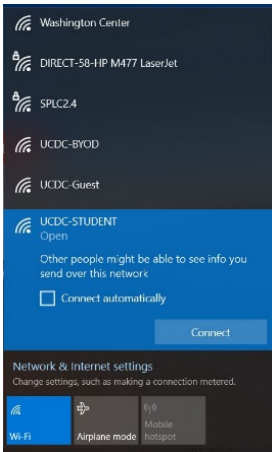 Washington Center
DIRECT-58-HP M477 LaserJet
SPLC2.4
UCDC-BYOD
UCDC-Guest
UCDC-STUDENT
Open
Other people might be able to see info you
send over this network
Connect automatically
Connect
Network & Internet settings
Change settings, such as making a connection metered.
Wi-Fi
Airplane mode
Mobile
hotspot